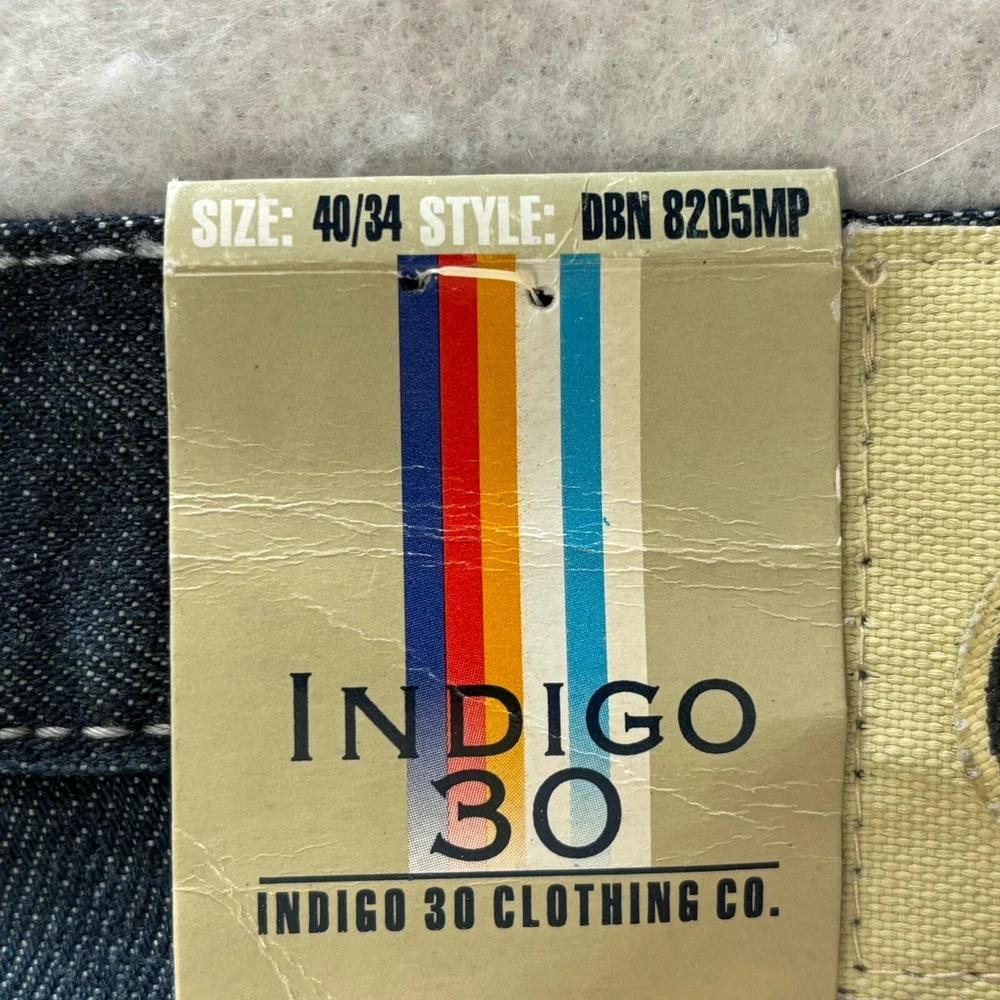 SIZE: 40/34 STYLE: DBN 8205MP
INDIGO
30
INDIGO 30 CLOTHING CO.